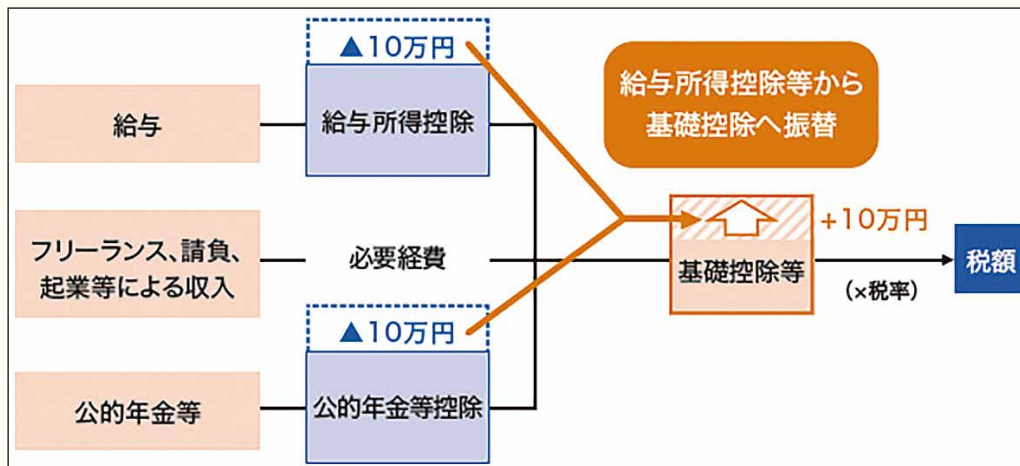 ▲10万円
給与
給与所得控除
給与所得控除等から
基礎控除へ振替
フリーランス、請負、
起業等による収入
必要経費
+10万円
基礎控除等
(×税率)
税額
▲10万円
公的年金等
公的年金等控除